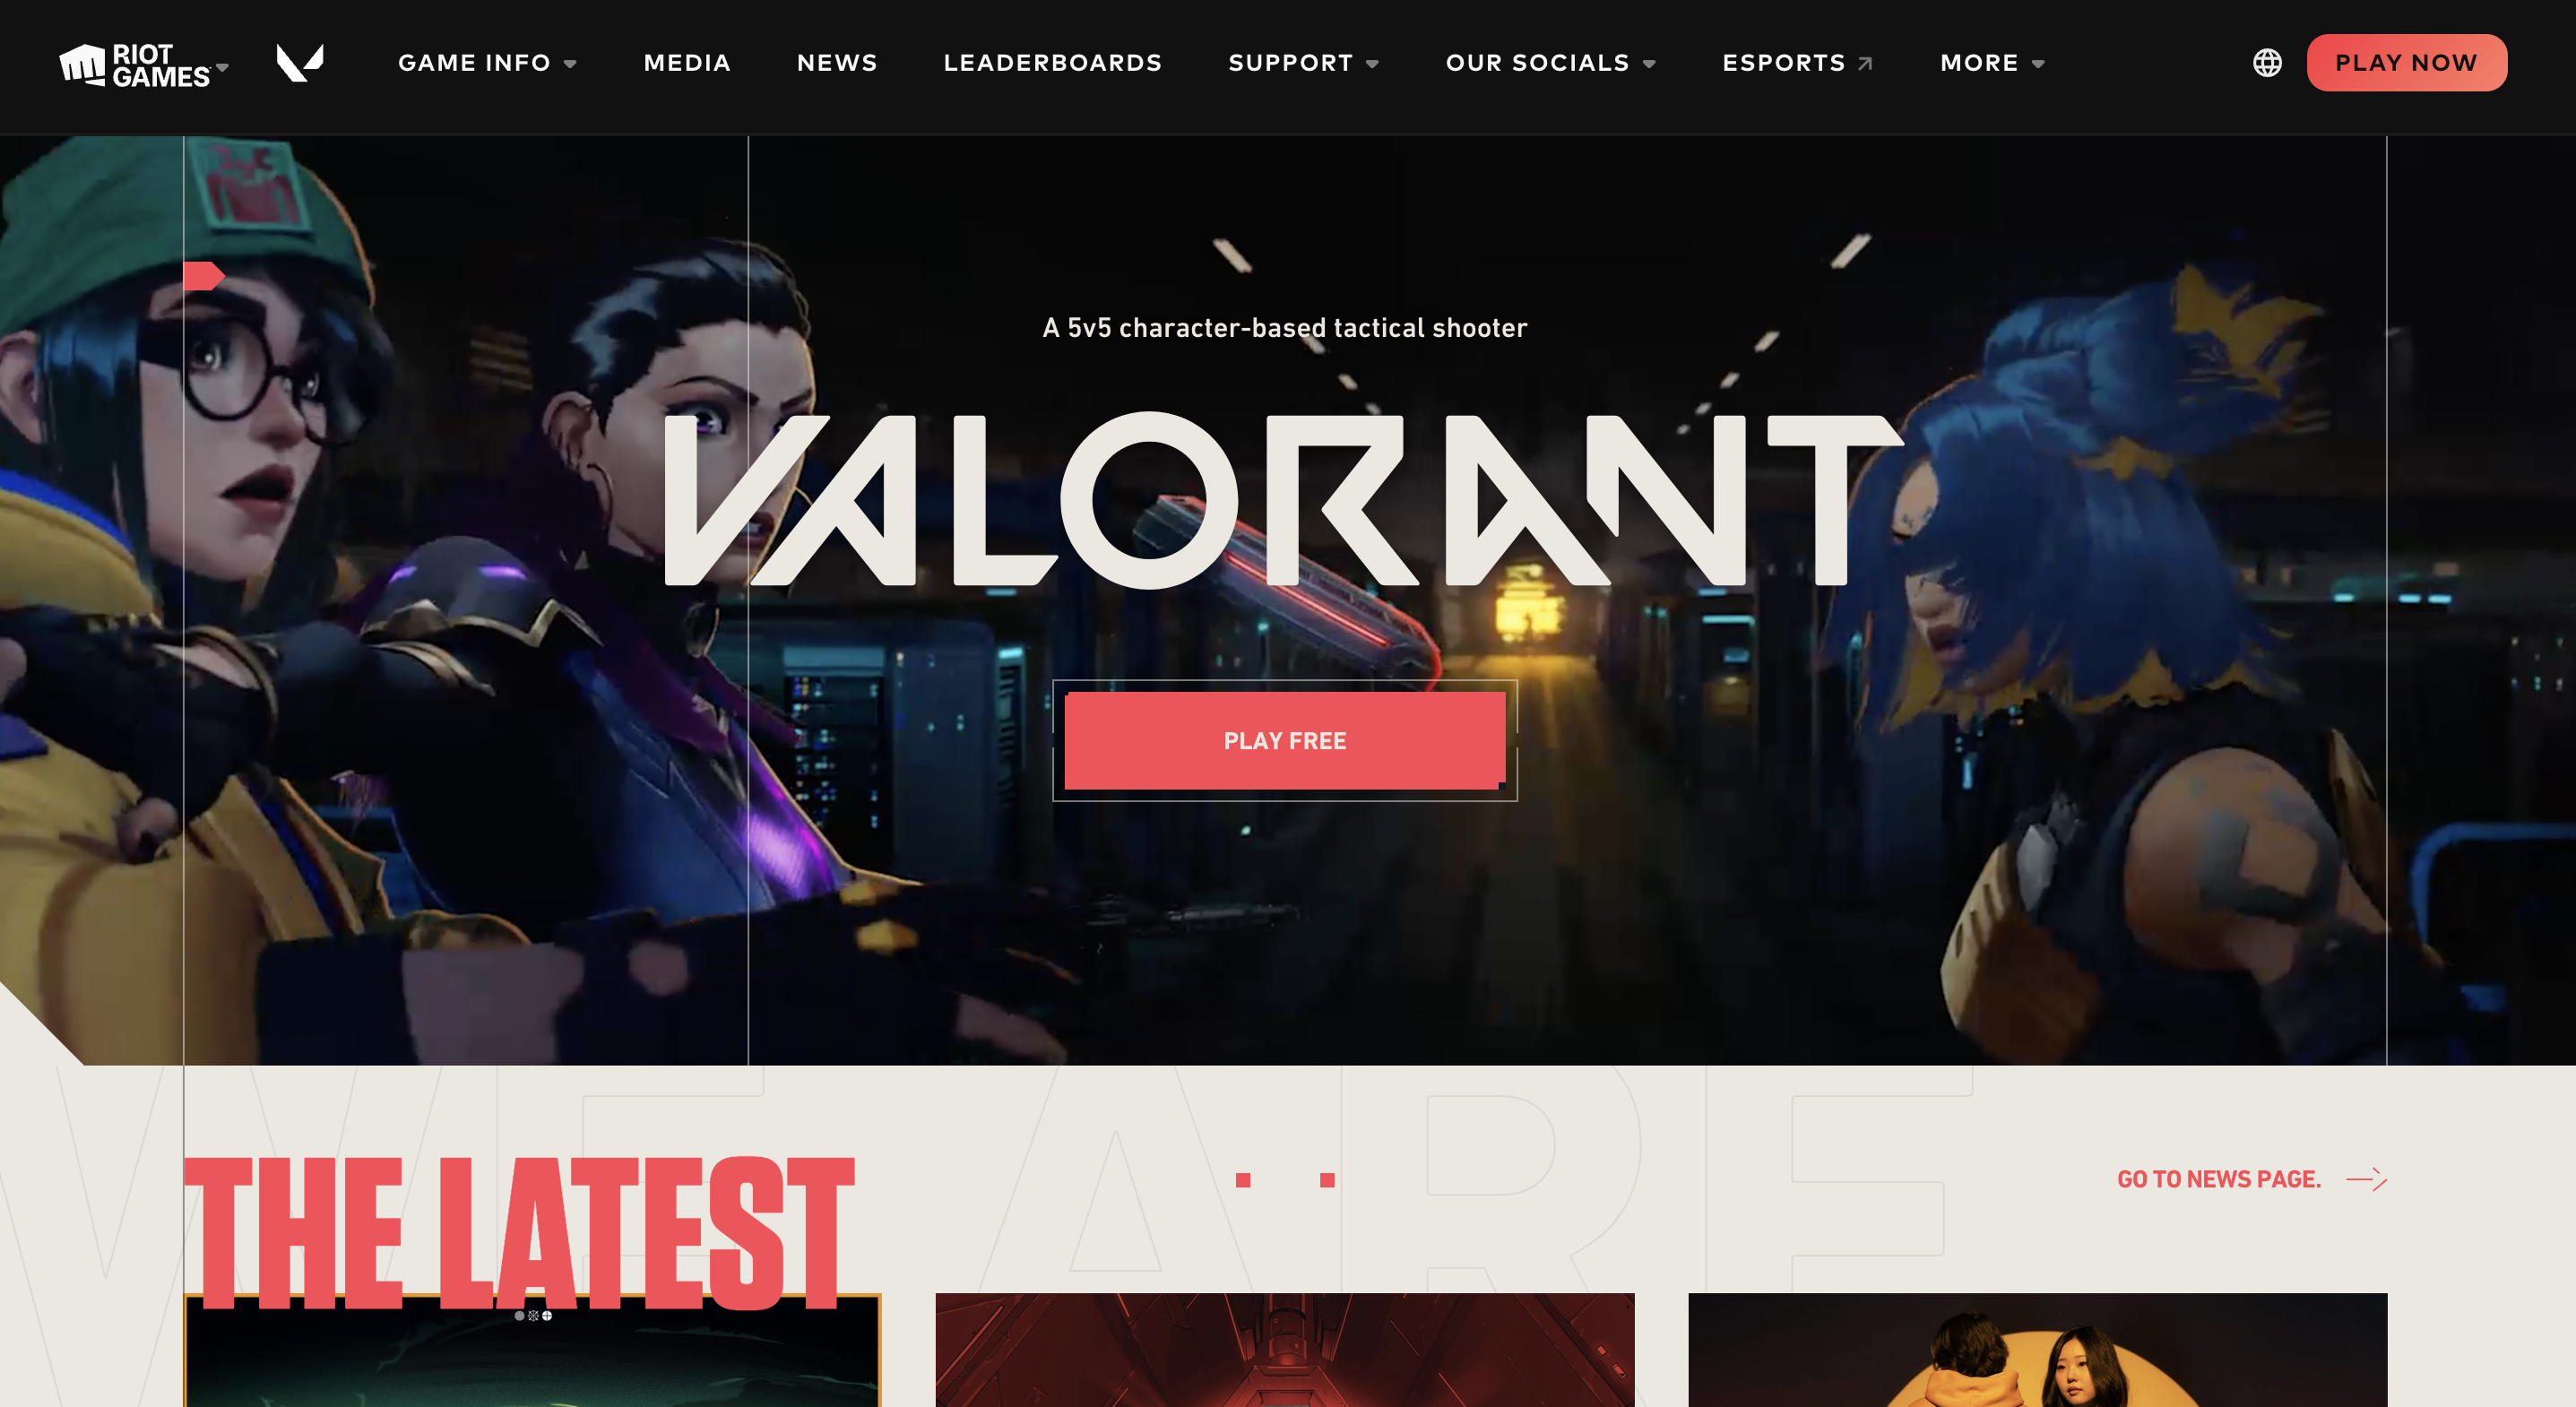 RIOT
GAMES
GAME INFO
MEDIA
NEWS
LEADERBOARDS
SUPPORT
OUR SOCIALS
ESPORTS
MORE
PLAY NOW
A 5v5 character-based tactical shooter
VALORANT
PLAY FREE
WE ARE
THE LATEST
GO TO NEWS PAGE.